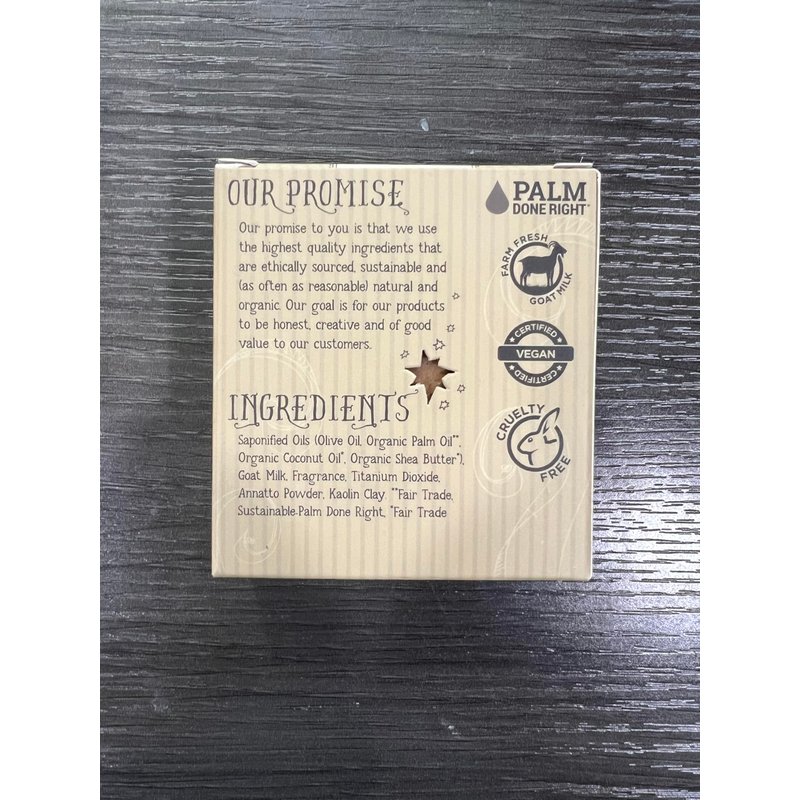 OUR PROMISE
Our promise to you is that we use
the highest quality ingredients that
are ethically sourced, sustainable and
(as often as reasonable) natural and
organic. Our goal is for our products
to be honest, creative and of good
value to our customers.
INGREDIENTS
Saponified Oils (Olive Oil, Organic Palm Oil**,
Organic Coconut Oil*, Organic Shea Butter*),
Goat Milk, Fragrance, Titanium Dioxide,
Annatto Powder, Kaolin Clay. **Fair Trade,
Sustainable-Palm Done Right, *Fair Trade
PALM
DONE RIGHT
FARM FRESH
GOAT MILK
CERTIFIED
VEGAN
CERTIFIED
CRUELTY
FREE